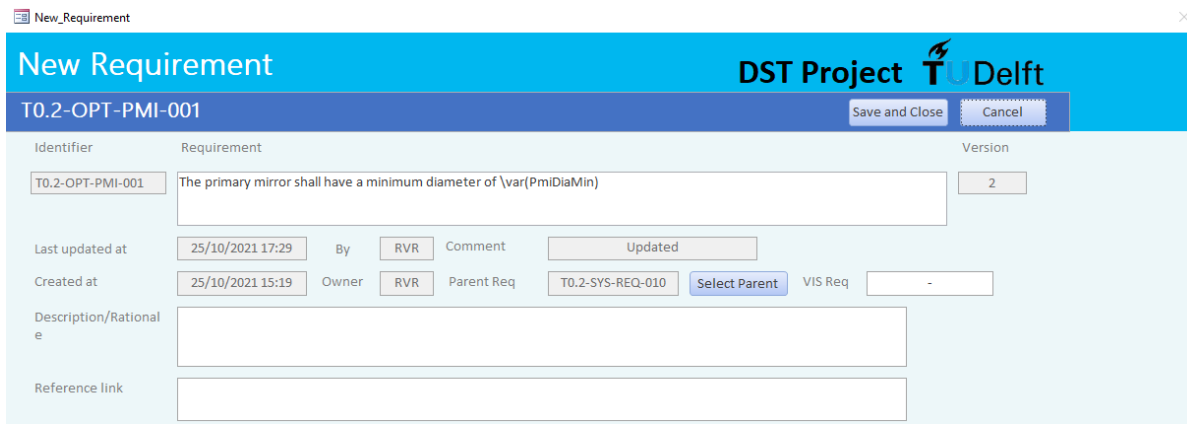 New_Requirement
New Requirement
DST Project TUDelft
T0.2-OPT-PMI-001
Save and Close
Cancel
Identifier
Requirement
Version
T0.2-OPT-PMI-001
The primary mirror shall have a minimum diameter of \var(PmiDiaMin)
2
Last updated at
25/10/2021 17:29
By
RVR
Comment
Updated
Created at
25/10/2021 15:19
Owner
RVR
Parent Req
T0.2-SYS-REQ-010
Select Parent
VIS Req
-
Description/Rational
e
Reference link